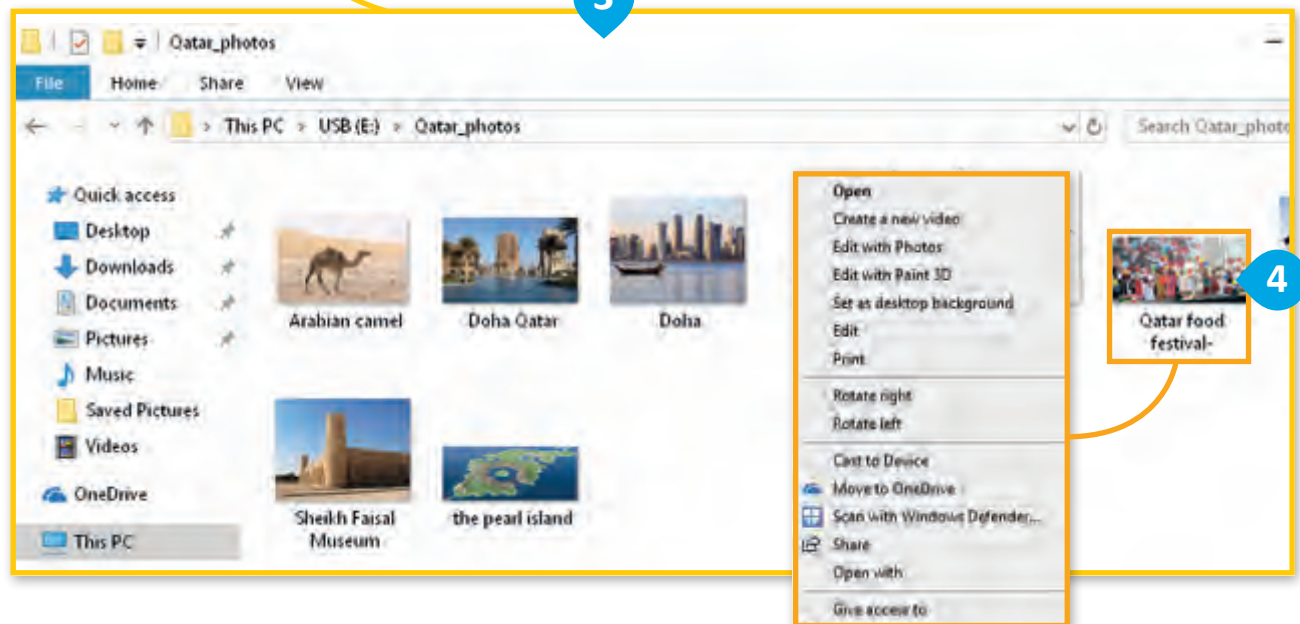 3
Qatar_photos
File Home Share View
This PC > USB (E:) > Qatar_photos
Search Qatar_photo
Quick access
Desktop
Downloads
Documents
Pictures
Music
Saved Pictures
Videos
OneDrive
This PC
Arabian camel
Doha Qatar
Doha
Qatar food
festival-
4
Sheikh Faisal
Museum
the pearl island
Open
Create a new video
Edit with Photos
Edit with Paint 3D
Set as desktop background
Edit
Print
Rotate right
Rotate left
Cast to Device
Move to OneDrive
Scan with Windows Defender...
Share
Open with
Give access to